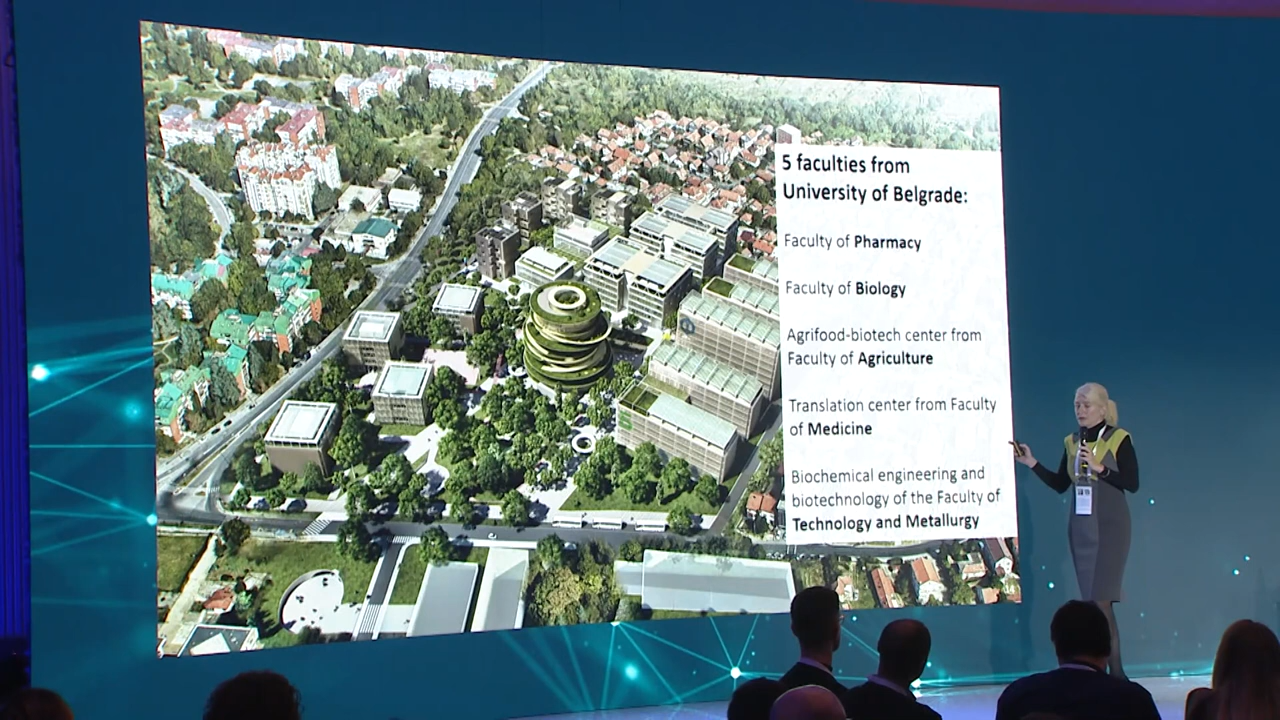 5 faculties from
University of Belgrade:
Faculty of Pharmacy
Faculty of Biology
Agrifood-biotech center from
Faculty of Agriculture
Translation center from Faculty
of Medicine
Biochemical engineering and
biotechnology of the Faculty of
Technology and Metallurgy